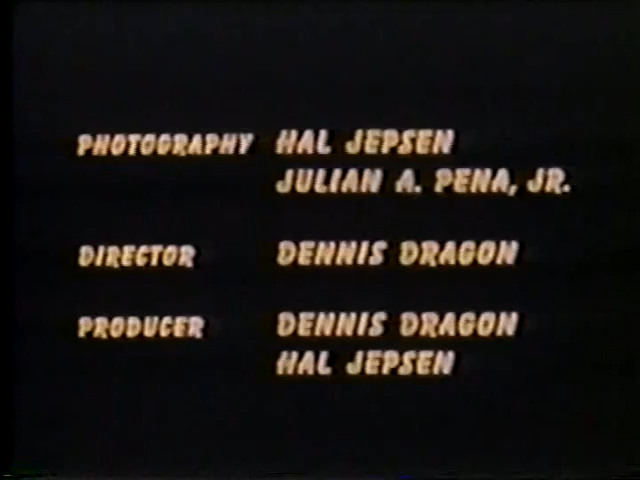 PHOTOGRAPHY HAL JEPSEN
JULIAN A. PENA, JR.
DIRECTOR DENNIS DRAGON
PRODUCER DENNIS DRAGON
HAL JEPSEN